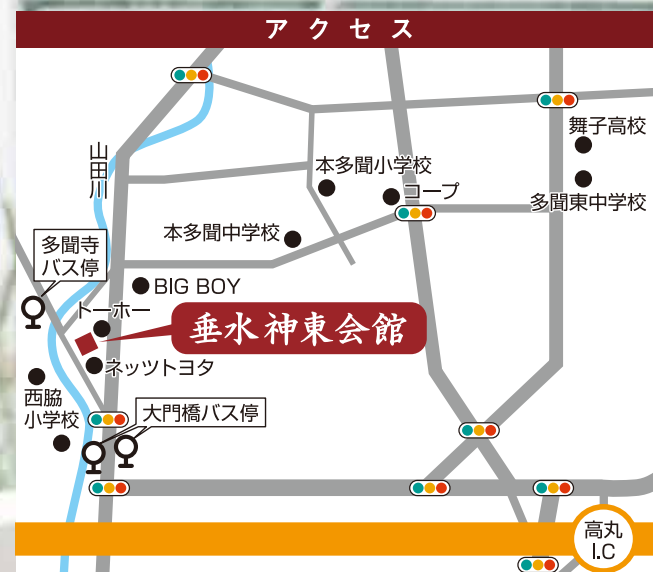 アクセス
山田川
舞子高校
本多聞小学校
コープ
多聞東中学校
本多聞中学校
多聞寺
バス停
BIG BOY
トーホー
垂水神東会館
ネッツトヨタ
西脇
小学校
大門橋バス停
高丸
I.C